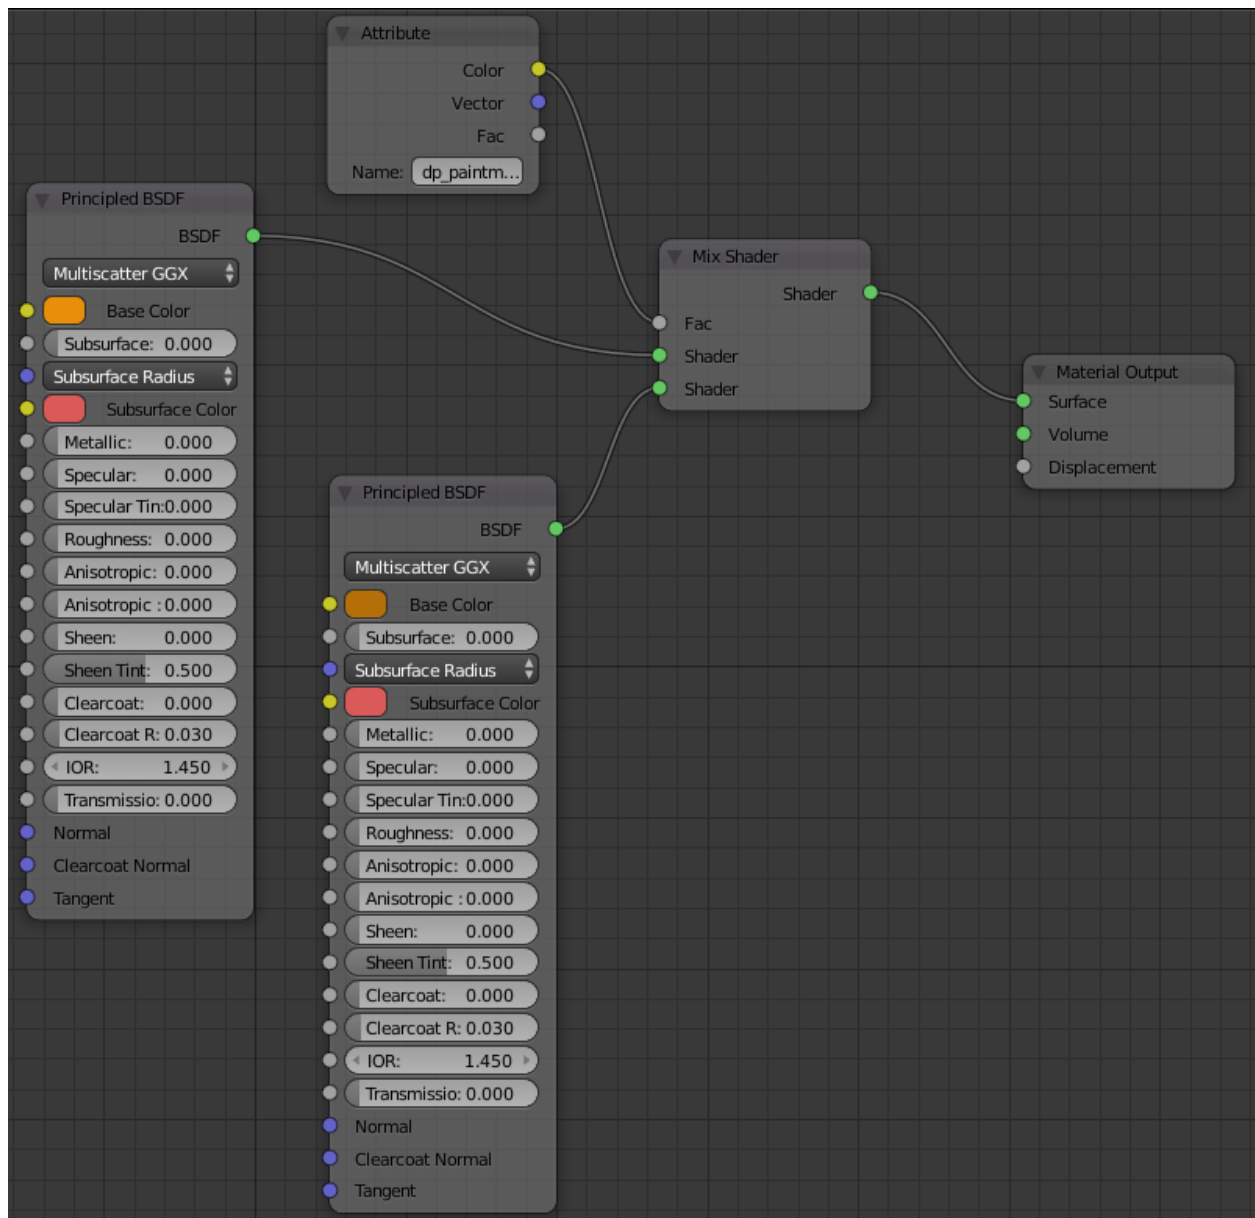 Attribute
Color
Vector
Fac
Name: dp_paintm...
Principled BSDF
BSDF
Multiscatter GGX
Base Color
Subsurface: 0.000
Subsurface Radius
Subsurface Color
Metallic: 0.000
Specular: 0.000
Specular Tin:0.000
Roughness: 0.000
Anisotropic: 0.000
Anisotropic : 0.000
Sheen: 0.000
Sheen Tint: 0.500
Clearcoat: 0.000
Clearcoat R: 0.030
IOR: 1.450
Transmissio: 0.000
Normal
Clearcoat Normal
Tangent
Principled BSDF
BSDF
Multiscatter GGX
Base Color
Subsurface: 0.000
Subsurface Radius
Subsurface Color
Metallic: 0.000
Specular: 0.000
Specular Tin:0.000
Roughness: 0.000
Anisotropic: 0.000
Anisotropic : 0.000
Sheen: 0.000
Sheen Tint: 0.500
Clearcoat: 0.000
Clearcoat R: 0.030
IOR: 1.450
Transmissio: 0.000
Normal
Clearcoat Normal
Tangent
Mix Shader
Shader
Fac
Shader
Shader
Material Output
Surface
Volume
Displacement